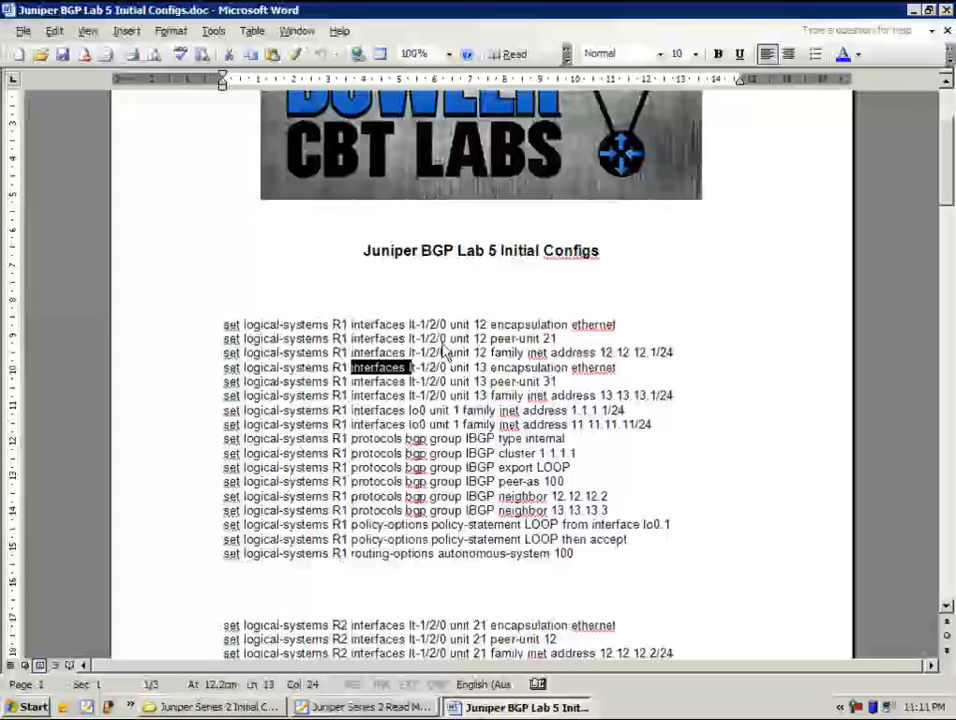 Juniper BGP Lab 5 Initial Configs.doc - Microsoft Word
File Edit View Insert Format Tools Table Window Help
Type a question for help
100% Read Normal 10 B U A
CBT LABS
Juniper BGP Lab 5 Initial Configs
set logical-systems R1 interfaces lt-1/2/0 unit 12 encapsulation ethernet
set logical-systems R1 interfaces lt-1/2/0 unit 12 peer-unit 21
set logical-systems R1 interfaces lt-1/2/0 unit 12 family inet address 12.12.12.1/24
set logical-systems R1 interfaces lt-1/2/0 unit 13 encapsulation ethernet
set logical-systems R1 interfaces lt-1/2/0 unit 13 peer-unit 31
set logical-systems R1 interfaces lt-1/2/0 unit 13 family inet address 13.13.13.1/24
set logical-systems R1 interfaces lo0 unit 1 family inet address 1.1.1.1/24
set logical-systems R1 interfaces lo0 unit 1 family inet address 11.11.11.11/24
set logical-systems R1 protocols bgp group IBGP type internal
set logical-systems R1 protocols bgp group IBGP cluster 1.1.1.1
set logical-systems R1 protocols bgp group IBGP export LOOP
set logical-systems R1 protocols bgp group IBGP peer-as 100
set logical-systems R1 protocols bgp group IBGP neighbor 12.12.12.2
set logical-systems R1 protocols bgp group IBGP neighbor 13.13.13.3
set logical-systems R1 policy-options policy-statement LOOP from interface lo0.1
set logical-systems R1 policy-options policy-statement LOOP then accept
set logical-systems R1 routing-options autonomous-system 100
set logical-systems R2 interfaces lt-1/2/0 unit 21 encapsulation ethernet
set logical-systems R2 interfaces lt-1/2/0 unit 21 peer-unit 12
set logical-systems R2 interfaces lt-1/2/0 unit 21 family inet address 12.12.12.2/24
Page 1 Sec 1 1/3 At 12.2cm Ln 13 Col 24 English (Aus
Start Juniper Series 2 Initial C... Juniper Series 2 Read M... Juniper BGP Lab 5 Init... 11:11 PM